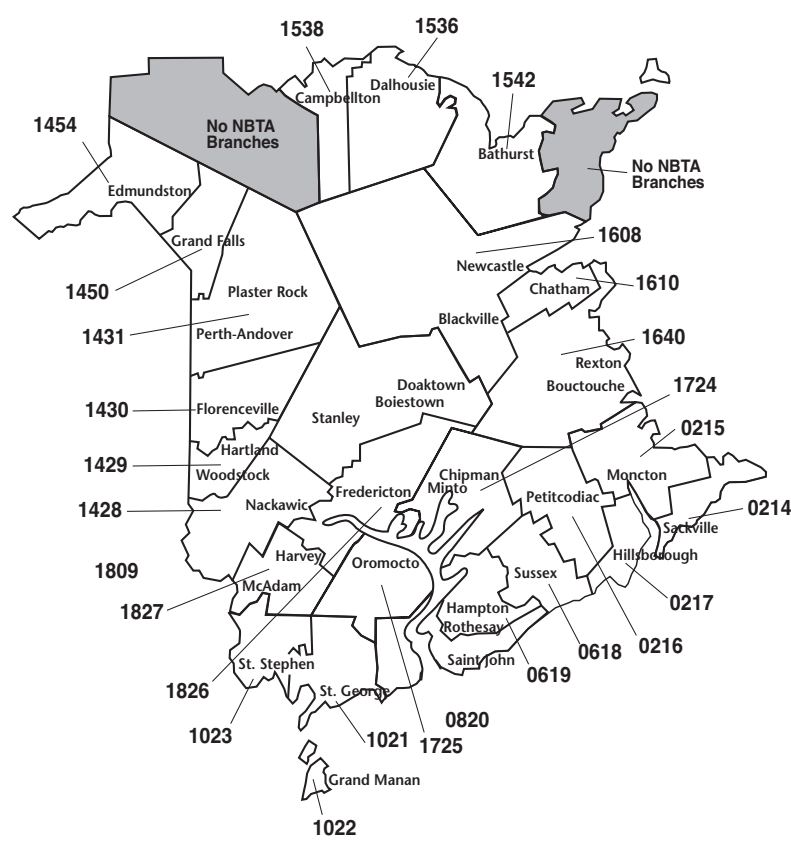 1538
1536
Campbellton
Dalhousie
1542
1454
No NBTA
Branches
Bathurst
No NBTA
Branches
Edmundston
Grand Falls
1608
Newcastle
1450
Plaster Rock
Chatham
1610
1431
Perth-Andover
Blackville
1640
Rexton
Bouctouche
1724
Doaktown
Boiestown
1430
Florenceville
Stanley
0215
Hartland
1429
Woodstock
Chipman
Minto
Moncton
Fredericton
Petitcodiac
1428
Nackawic
0214
Sackville
Harvey
Oromocto
Hillsborough
1809
McAdam
Sussex
1827
Hampton
Rothesay
0217
0216
St. Stephen
Saint John
0618
0619
1826
St. George
1023
0820
1021
1725
Grand Manan
1022